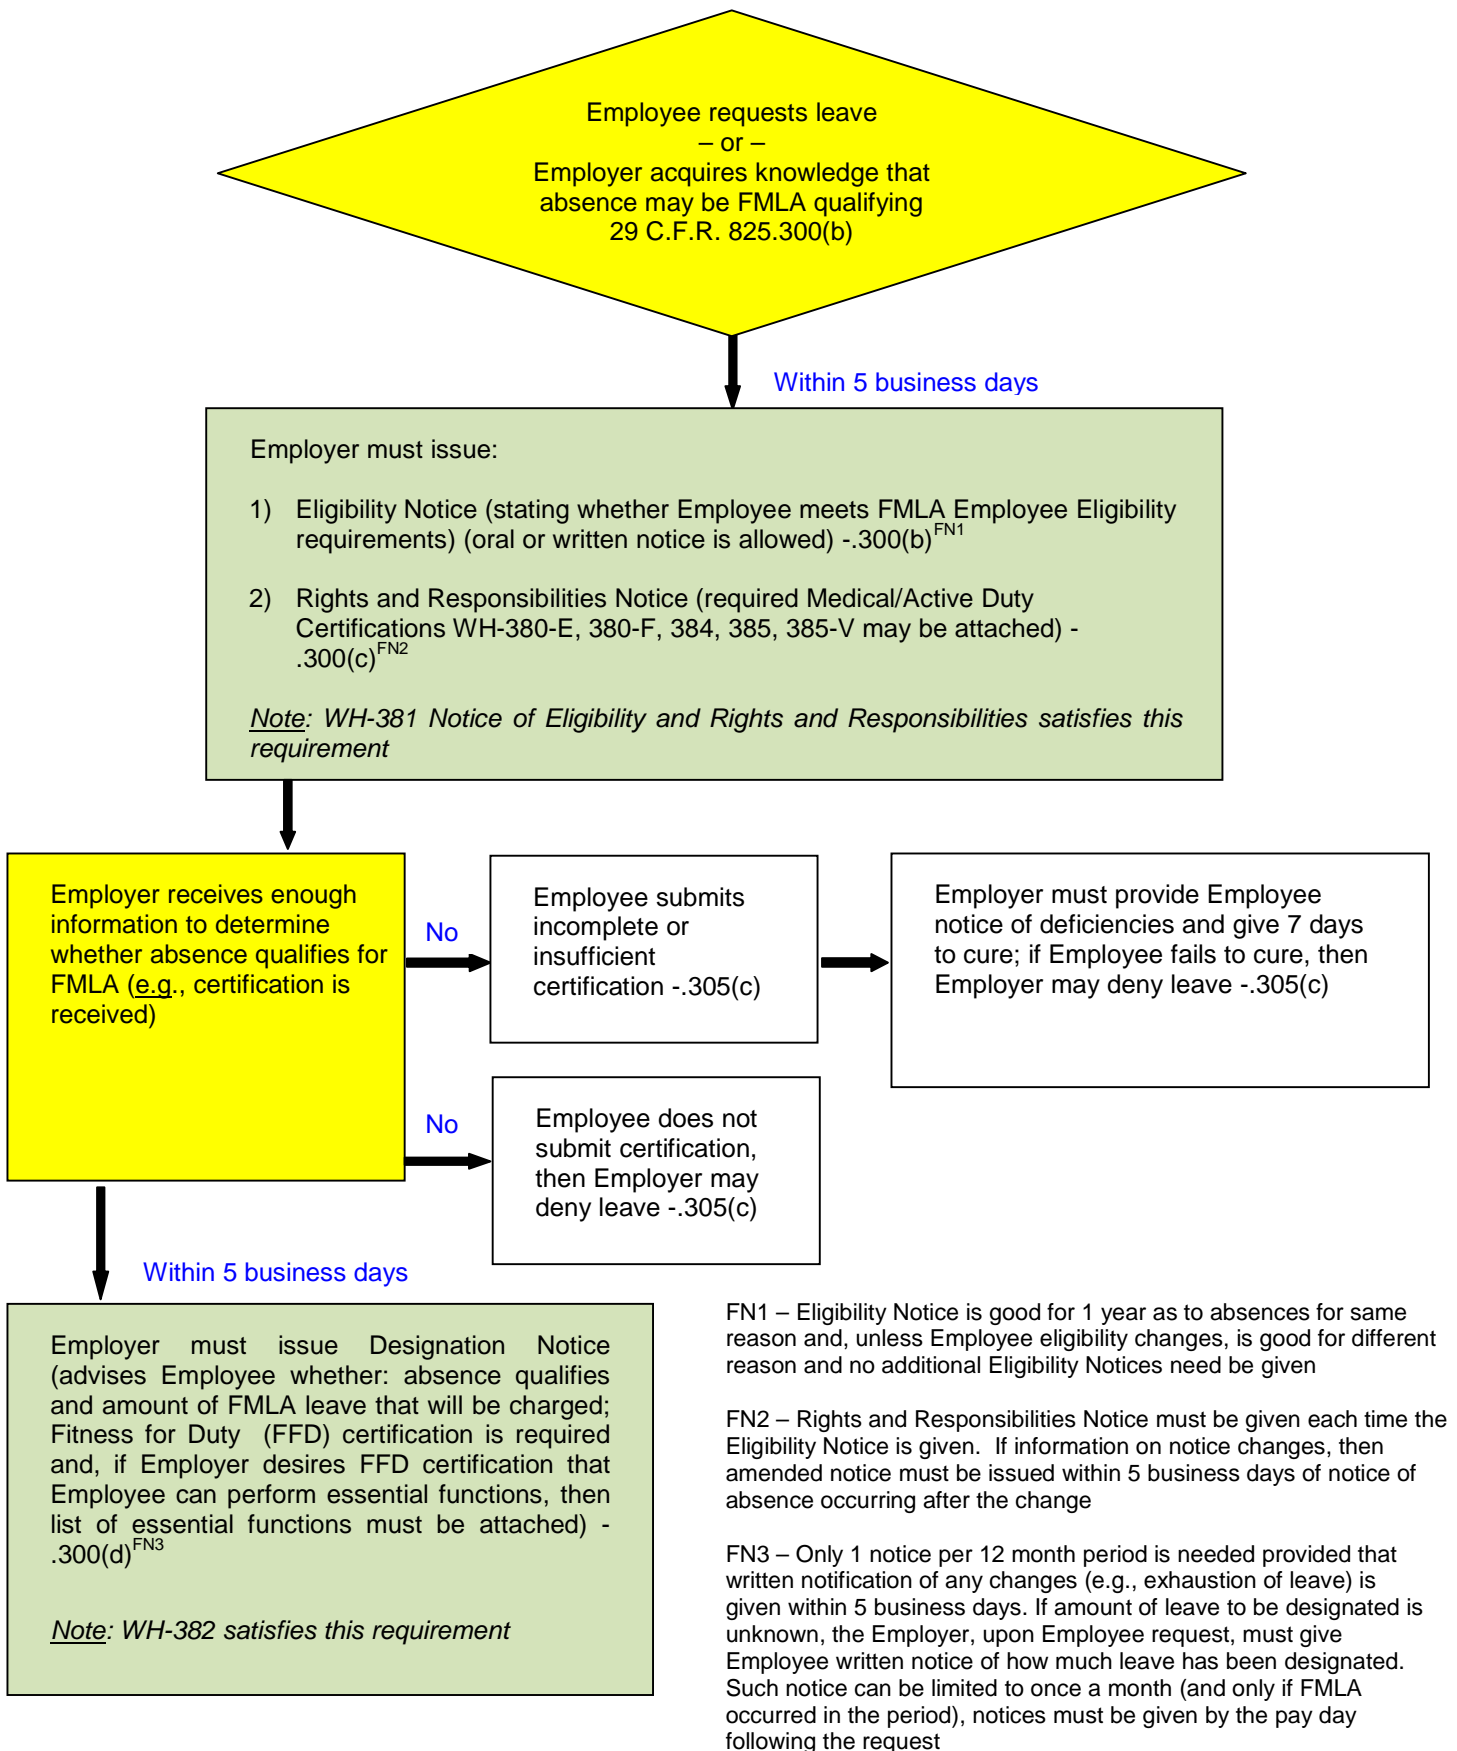 Employee requests leave
– or –
Employer acquires knowledge that
absence may be FMLA qualifying
29 C.F.R. 825.300(b)
Within 5 business days
Employer must issue:
1) Eligibility Notice (stating whether Employee meets FMLA Employee Eligibility
requirements) (oral or written notice is allowed) -.300(b)FN1
2) Rights and Responsibilities Notice (required Medical/Active Duty
Certifications WH-380-E, 380-F, 384, 385, 385-V may be attached) -
.300(c)FN2
Note: WH-381 Notice of Eligibility and Rights and Responsibilities satisfies this
requirement
Employer receives enough
information to determine
whether absence qualifies for
FMLA (e.g., certification is
received)
No
Employee submits
incomplete or
insufficient
certification -.305(c)
Employer must provide Employee
notice of deficiencies and give 7 days
to cure; if Employee fails to cure, then
Employer may deny leave -.305(c)
No
Employee does not
submit certification,
then Employer may
deny leave -.305(c)
Within 5 business days
Employer must issue Designation Notice
(advises Employee whether: absence qualifies
and amount of FMLA leave that will be charged;
Fitness for Duty (FFD) certification is required
and, if Employer desires FFD certification that
Employee can perform essential functions, then
list of essential functions must be attached) -
.300(d)FN3
Note: WH-382 satisfies this requirement
FN1 – Eligibility Notice is good for 1 year as to absences for same
reason and, unless Employee eligibility changes, is good for different
reason and no additional Eligibility Notices need be given
FN2 – Rights and Responsibilities Notice must be given each time the
Eligibility Notice is given. If information on notice changes, then
amended notice must be issued within 5 business days of notice of
absence occurring after the change
FN3 – Only 1 notice per 12 month period is needed provided that
written notification of any changes (e.g., exhaustion of leave) is
given within 5 business days. If amount of leave to be designated is
unknown, the Employer, upon Employee request, must give
Employee written notice of how much leave has been designated.
Such notice can be limited to once a month (and only if FMLA
occurred in the period), notices must be given by the pay day
following the request